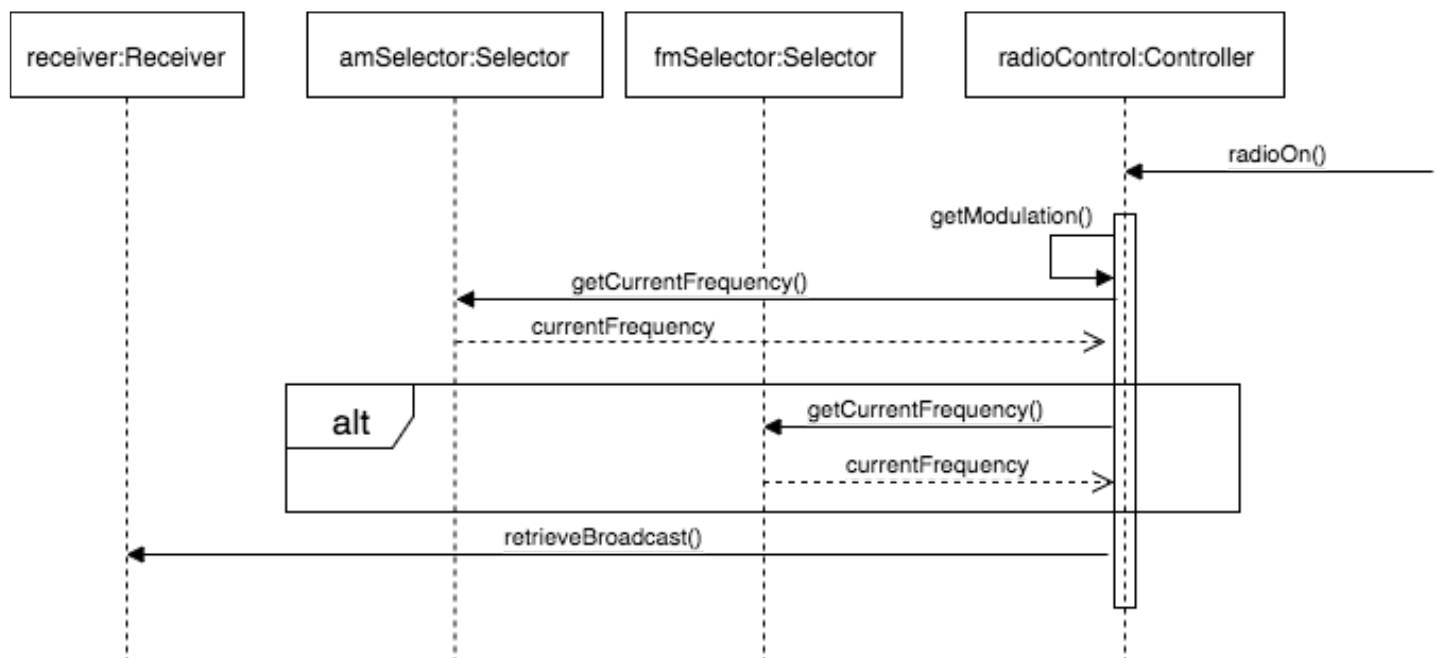 receiver:Receiver
amSelector:Selector
fmSelector:Selector
radioControl:Controller
radioOn()
getModulation()
getCurrentFrequency()
currentFrequency
alt
getCurrentFrequency()
currentFrequency
retrieveBroadcast()